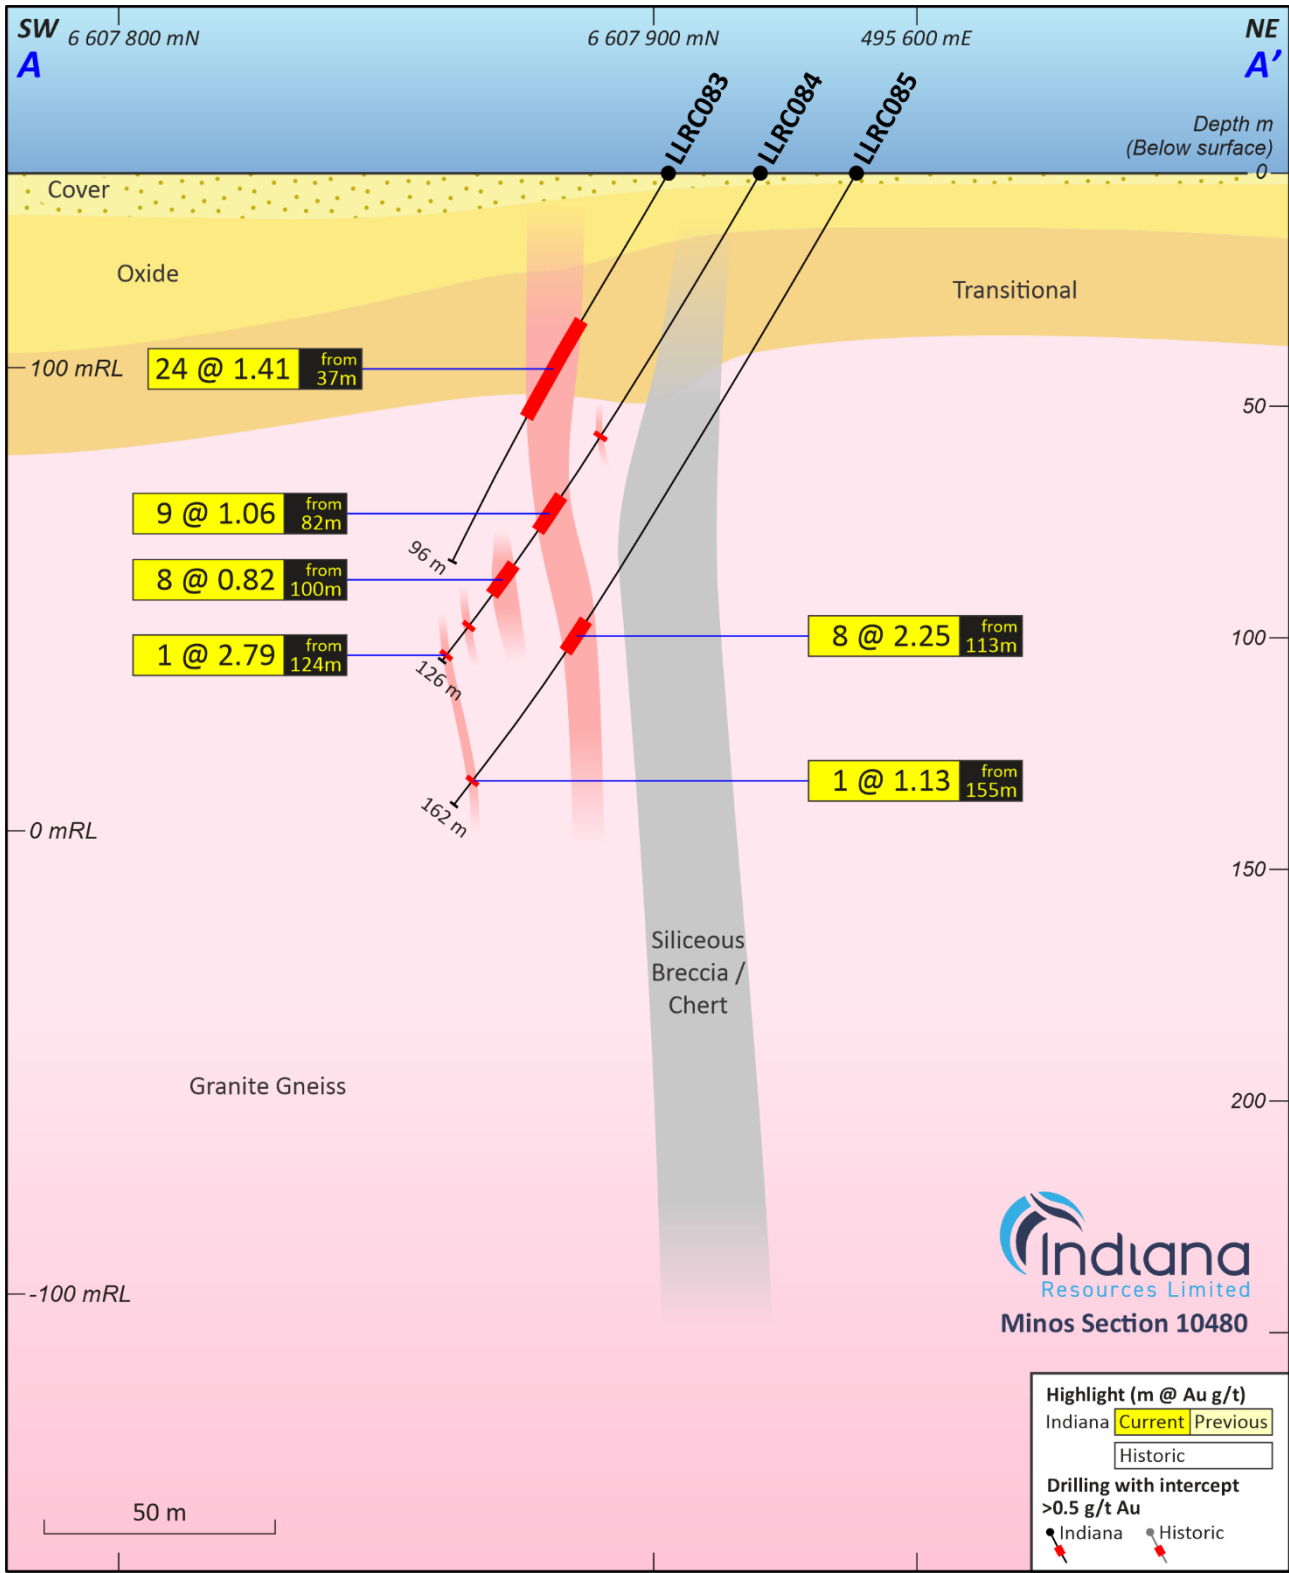 SW
6 607 800 mN
6 607 900 mN
495 600 mE
NE
A
A'
LLRC083
LLRC084
LLRC085
Depth m
(Below surface)
0
Cover
Oxide
Transitional
100 mRL
24 @ 1.41
from
37m
50
9 @ 1.06
from
82m
96 m
8 @ 0.82
from
100m
1 @ 2.79
from
124m
126 m
8 @ 2.25
from
113m
100
1 @ 1.13
from
155m
162 m
0 mRL
150
Siliceous
Breccia /
Chert
Granite Gneiss
200
Indiana
Resources Limited
-100 mRL
Minos Section 10480
Highlight (m @ Au g/t)
Indiana Current Previous
Historic
Drilling with intercept
>0.5 g/t Au
Indiana Historic
50 m